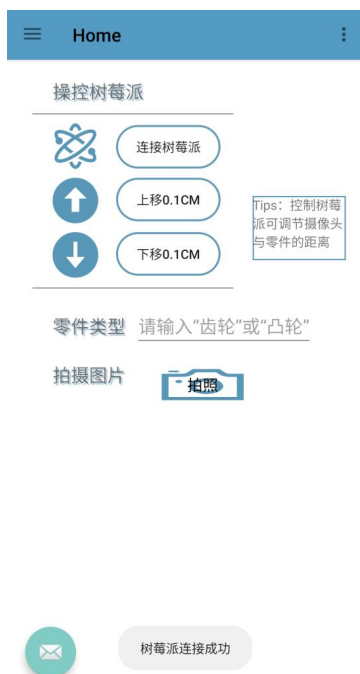 Home
操控树莓派
连接树莓派
上移0.1CM
Tips：控制树莓
派可调节摄像头
与零件的距离
下移0.1CM
零件类型 请输入“齿轮”或“凸轮”
拍摄图片 拍照
树莓派连接成功